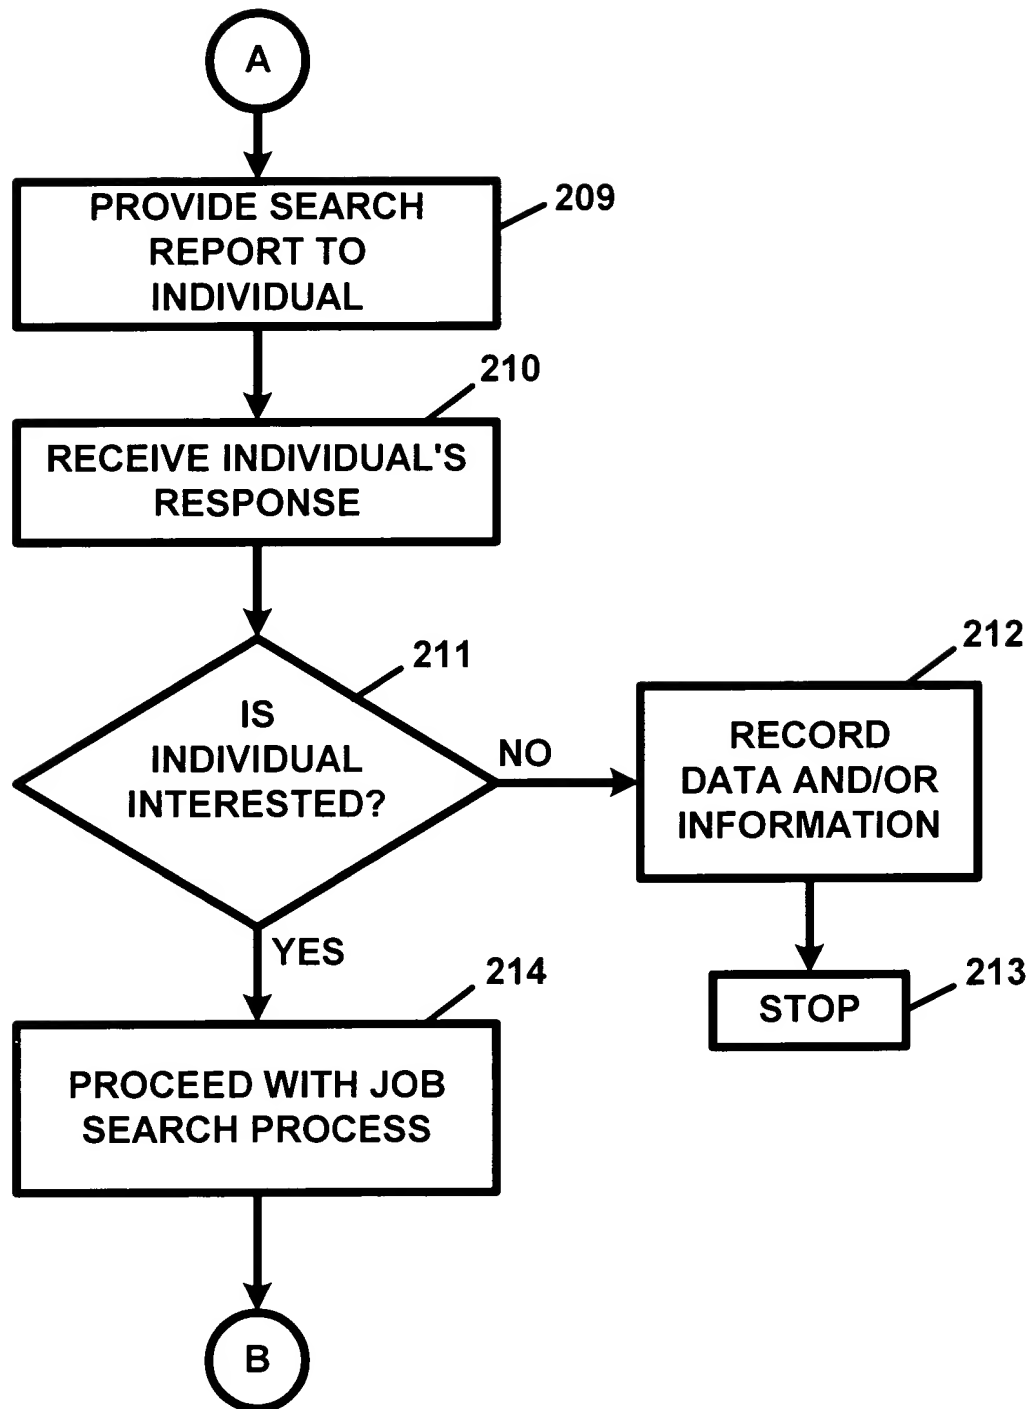 A
PROVIDE SEARCH
REPORT TO
INDIVIDUAL
209
210
RECEIVE INDIVIDUAL'S
RESPONSE
211
IS
INDIVIDUAL
INTERESTED?
NO
212
RECORD
DATA AND/OR
INFORMATION
213
STOP
YES
214
PROCEED WITH JOB
SEARCH PROCESS
B